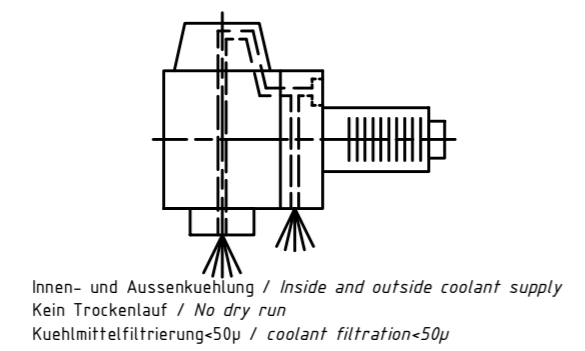 Innen- und Aussenkuehlung / Inside and outside coolant supply
Kein Trockenlauf / No dry run
Kuehlmittelfiltrierung<50µ / coolant filtration<50µ